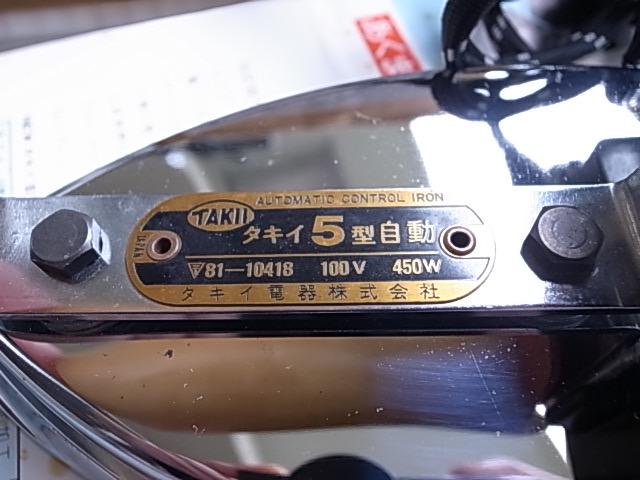 AUTOMATIC CONTROL IRON
TAKII
タキイ5型自動
▽81-10418 100V 450W
タキイ電器株式会社